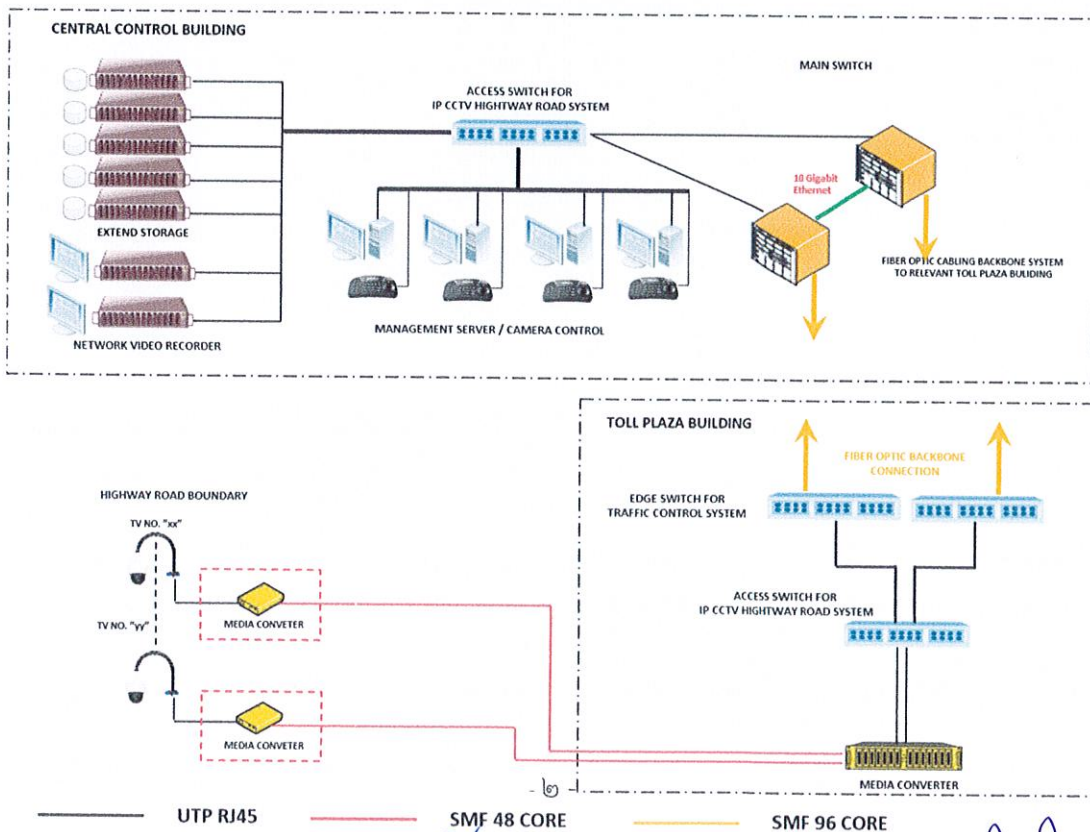 CENTRAL CONTROL BUILDING
MAIN SWITCH
ACCESS SWITCH FOR
IP CCTV HIGHTWAY ROAD SYSTEM
10 Gigabit
Ethernet
EXTEND STORAGE
FIBER OPTIC CABLING BACKBONE SYSTEM
TO RELEVANT TOLL PLAZA BULIDING
MANAGEMENT SERVER / CAMERA CONTROL
NETWORK VIDEO RECORDER
TOLL PLAZA BUILDING
FIBER OPTIC BACKBONE
CONNECTION
HIGHWAY ROAD BOUNDARY
EDGE SWITCH FOR
TRAFFIC CONTROL SYSTEM
TV NO. "xx"
ACCESS SWITCH FOR
IP CCTV HIGHTWAY ROAD SYSTEM
MEDIA CONVETER
TV NO. "yy"
MEDIA CONVETER
MEDIA CONVERTER
- ๒ -
UTP RJ45
SMF 48 CORE
SMF 96 CORE